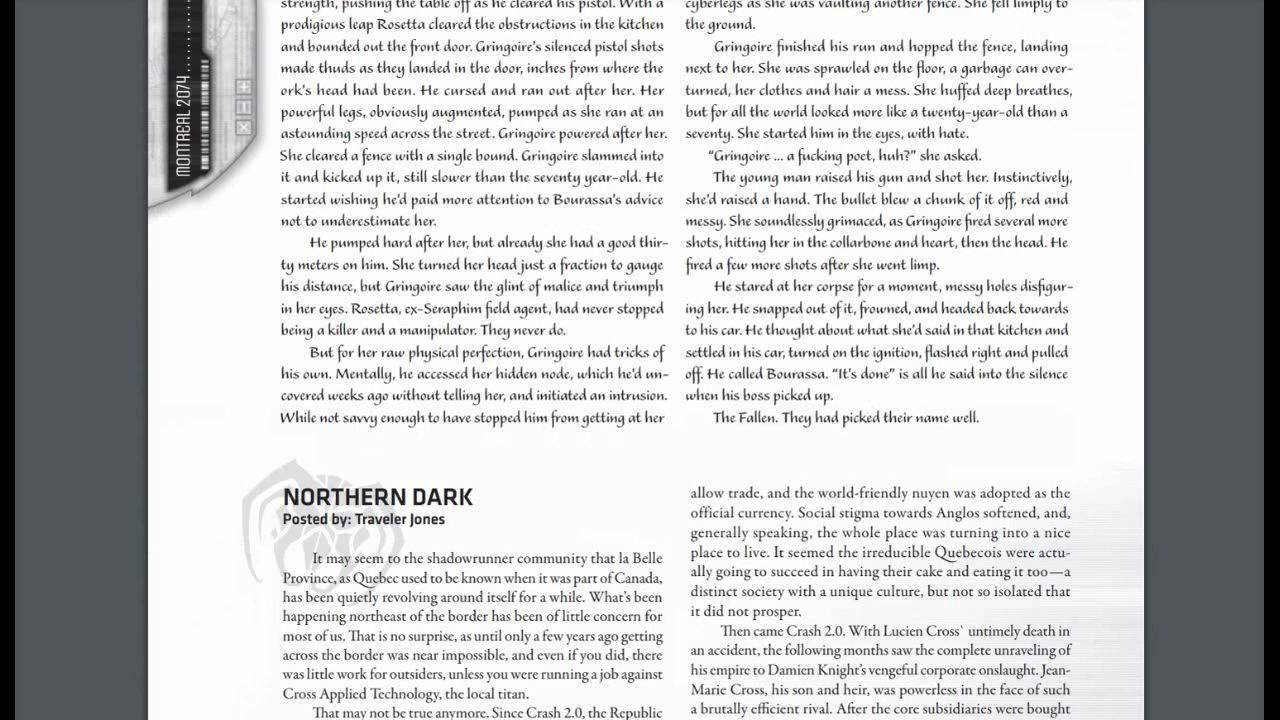 MONTREAL 2074
strength, pushing the table off as he cleared his pistol. With a
prodigious leap Rosetta cleared the obstructions in the kitchen
and bounded out the front door. Gringoire's silenced pistol shots
made thuds as they landed in the door, inches from where the
ork's head had been. He cursed and ran out after her. Her
powerful legs, obviously augmented, pumped as she ran at an
astounding speed across the street. Gringoire powered after her.
She cleared a fence with a single bound. Gringoire slammed into
it and kicked up it, still slower than the seventy year-old. He
started wishing he'd paid more attention to Bourassa's advice
not to underestimate her.
He pumped hard after her, but already she had a good thir-
ty meters on him. She turned her head just a fraction to gauge
his distance, but Gringoire saw the glint of malice and triumph
in her eyes. Rosetta, ex-Seraphim field agent, had never stopped
being a killer and a manipulator. They never do.
But for her raw physical perfection, Gringoire had tricks of
his own. Mentally, he accessed her hidden node, which he'd un-
covered weeks ago without telling her, and initiated an intrusion.
While not savvy enough to have stopped him from getting at her
cyberlegs as she was vaulting another fence. She fell limply to
the ground.
Gringoire finished his run and hopped the fence, landing
next to her. She was sprawled on the floor, a garbage can over-
turned, her clothes and hair a mess. She huffed deep breathes,
but for all the world looked more like a twenty-year-old than a
seventy. She started him in the eyes, with hate.
"Gringoire ... a fucking poet, huh?" she asked.
The young man raised his gun and shot her. Instinctively,
she'd raised a hand. The bullet blew a chunk of it off, red and
messy. She soundlessly grimaced, as Gringoire fired several more
shots, hitting her in the collarbone and heart, then the head. He
fired a few more shots after she went limp.
He stared at her corpse for a moment, messy holes disfigur-
ing her. He snapped out of it, frowned, and headed back towards
to his car. He thought about what she'd said in that kitchen and
settled in his car, turned on the ignition, flashed right and pulled
off. He called Bourassa. "It's done" is all he said into the silence
when his boss picked up.
The Fallen. They had picked their name well.
NORTHERN DARK
Posted by: Traveler Jones
It may seem to the shadowrunner community that la Belle
Province, as Quebec used to be known when it was part of Canada,
has been quietly revolving around itself for a while. What's been
happening northeast of the border has been of little concern for
most of us. That is no surprise, as until only a few years ago getting
across the border was near impossible, and even if you did, there
was little work for outsiders, unless you were running a job against
Cross Applied Technology, the local titan.
That may not be true anymore. Since Crash 2.0, the Republic
allow trade, and the world-friendly nuyen was adopted as the
official currency. Social stigma towards Anglos softened, and,
generally speaking, the whole place was turning into a nice
place to live. It seemed the irreducible Quebecois were actu-
ally going to succeed in having their cake and eating it too—a
distinct society with a unique culture, but not so isolated that
it did not prosper.
Then came Crash 2.0. With Lucien Cross` untimely death in
an accident, the following months saw the complete unraveling of
his empire to Damien Knight's vengeful corporate onslaught. Jean-
Marie Cross, his son and heir, was powerless in the face of such
a brutally efficient rival. After the core subsidiaries were bought